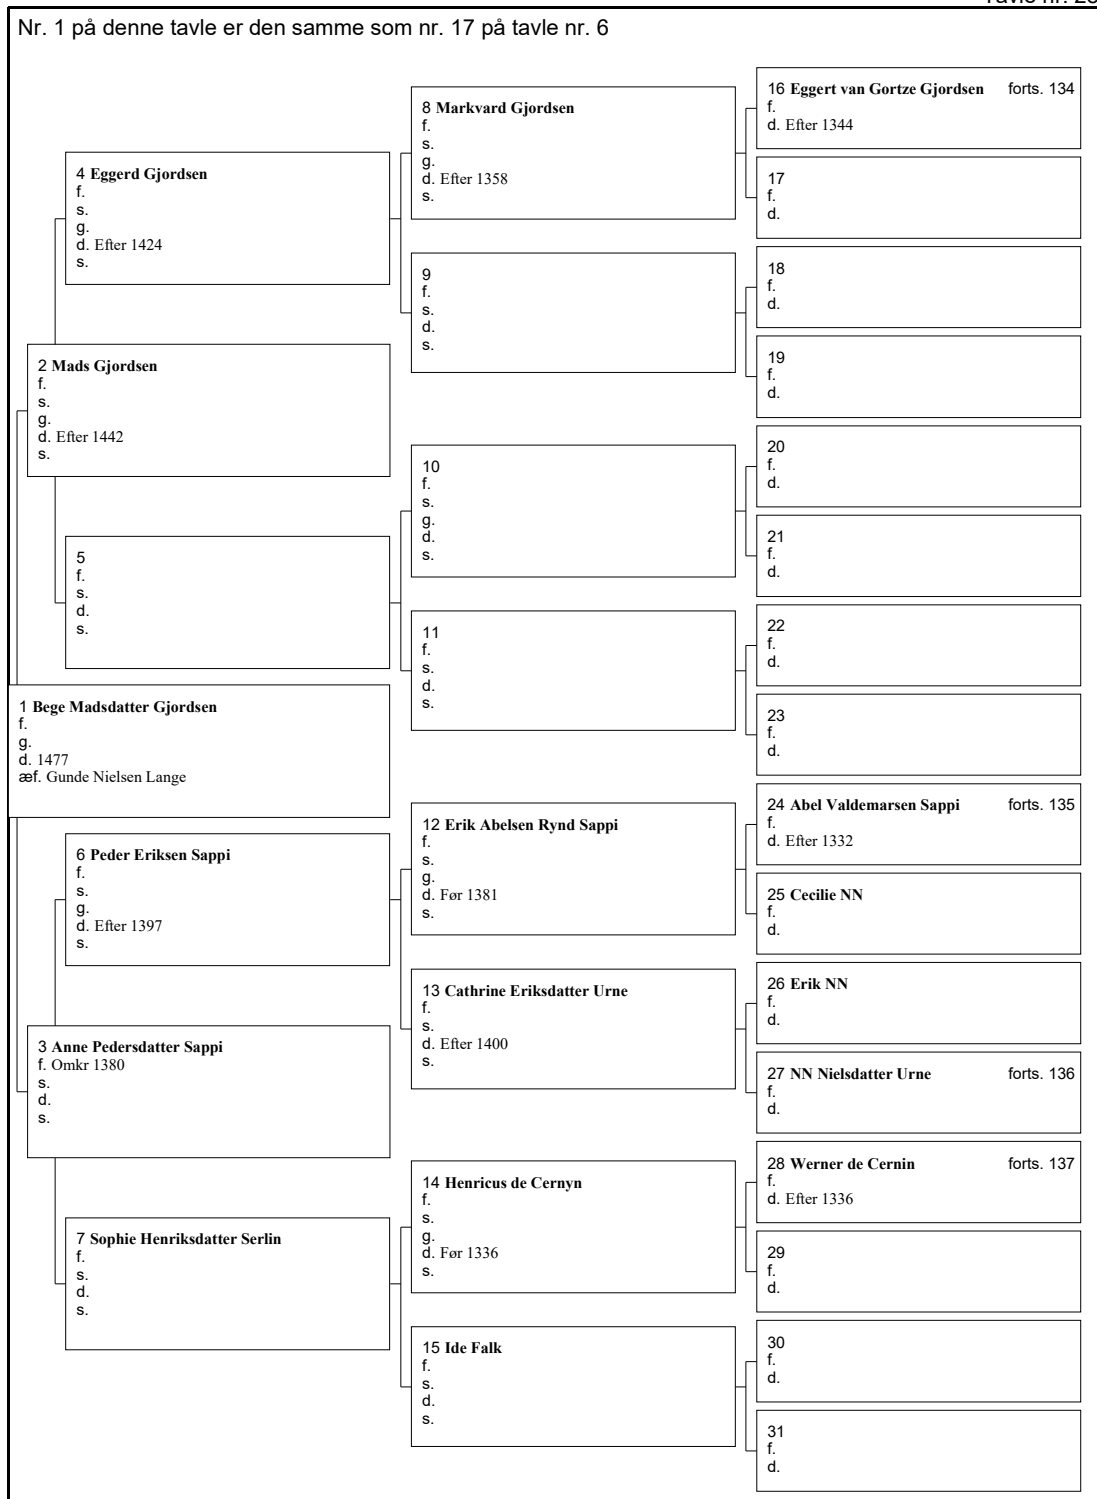 Nr. 1 på denne tavle er den samme som nr. 17 på tavle nr. 6
16 Eggert van Gortze Gjordsen forts. 134
f.
d. Efter 1344
8 Markvard Gjordsen
f.
s.
g.
d. Efter 1358
s.
17
f.
d.
4 Eggerd Gjordsen
f.
s.
g.
d. Efter 1424
s.
18
f.
d.
9
f.
s.
d.
s.
19
f.
d.
2 Mads Gjordsen
f.
s.
g.
d. Efter 1442
s.
20
f.
d.
10
f.
s.
g.
d.
s.
21
f.
d.
5
f.
s.
d.
s.
22
f.
d.
11
f.
s.
d.
s.
23
f.
d.
1 Bege Madsdatter Gjordsen
f.
g.
d. 1477
æf. Gunde Nielsen Lange
24 Abel Valdemarsen Sappi forts. 135
f.
d. Efter 1332
12 Erik Abelsen Rynd Sappi
f.
s.
g.
d. Før 1381
s.
25 Cecilie NN
f.
d.
6 Peder Eriksen Sappi
f.
s.
g.
d. Efter 1397
s.
26 Erik NN
f.
d.
13 Cathrine Eriksdatter Urne
f.
s.
d. Efter 1400
s.
27 NN Nielsdatter Urne forts. 136
f.
d.
3 Anne Pedersdatter Sappi
f. Omkr 1380
s.
d.
s.
28 Werner de Cernin forts. 137
f.
d. Efter 1336
14 Henricus de Cernyn
f.
s.
g.
d. Før 1336
s.
29
f.
d.
7 Sophie Henriksdatter Serlin
f.
s.
d.
s.
30
f.
d.
15 Ide Falk
f.
s.
d.
s.
31
f.
d.